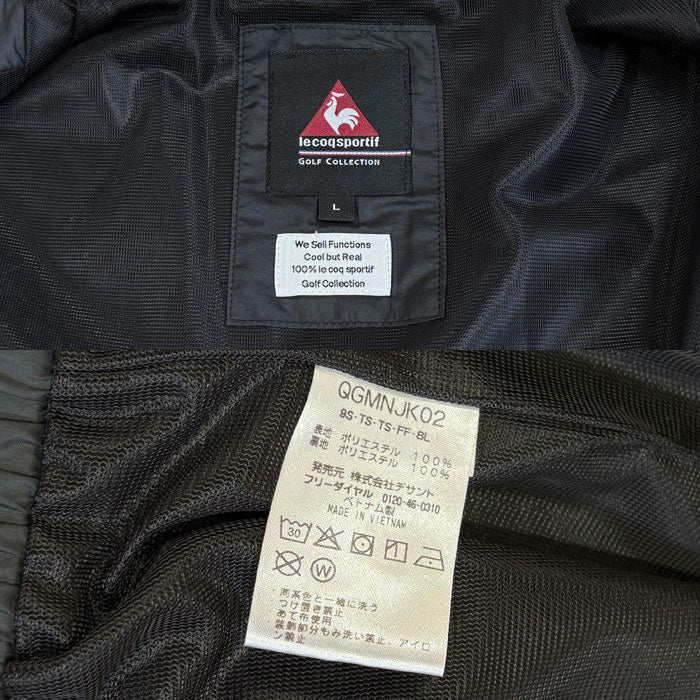 lecoqsportif
GOLF COLLECTION
L
We Sell Functions
Cool but Real
100% le coq sportif
Golf Collection
QGMNJK02
9S-TS-TS-FF-8L
表地 ポリエステル 100%
裏地 ポリエステル 100%
発売元 株式会社デサント
フリーダイヤル 0120-46-0310
ベトナム製
MADE IN VIETNAM
30
W
・同系色と一緒に洗う
つけ置き禁止
あて布使用
装飾部分もみ洗い禁止、アイロ
ン禁止